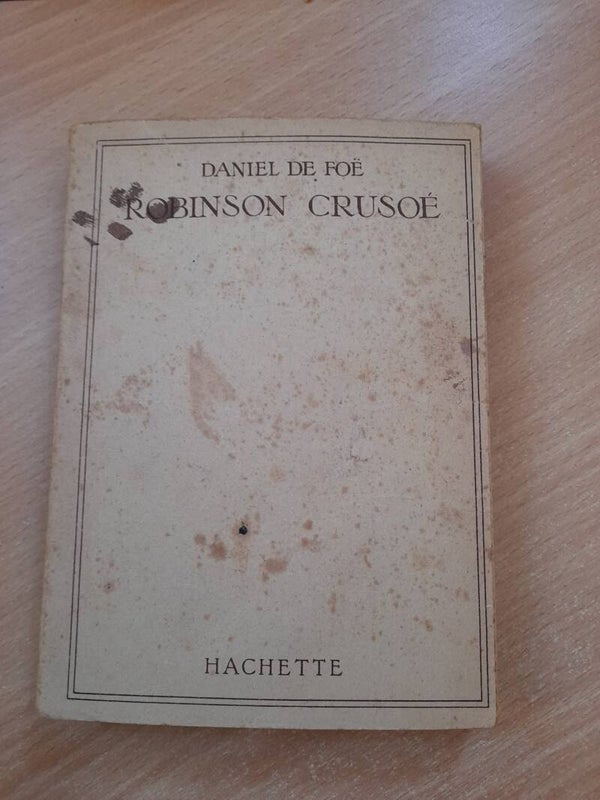 DANIEL DE FOË
ROBINSON CRUSOÉ
HACHETTE